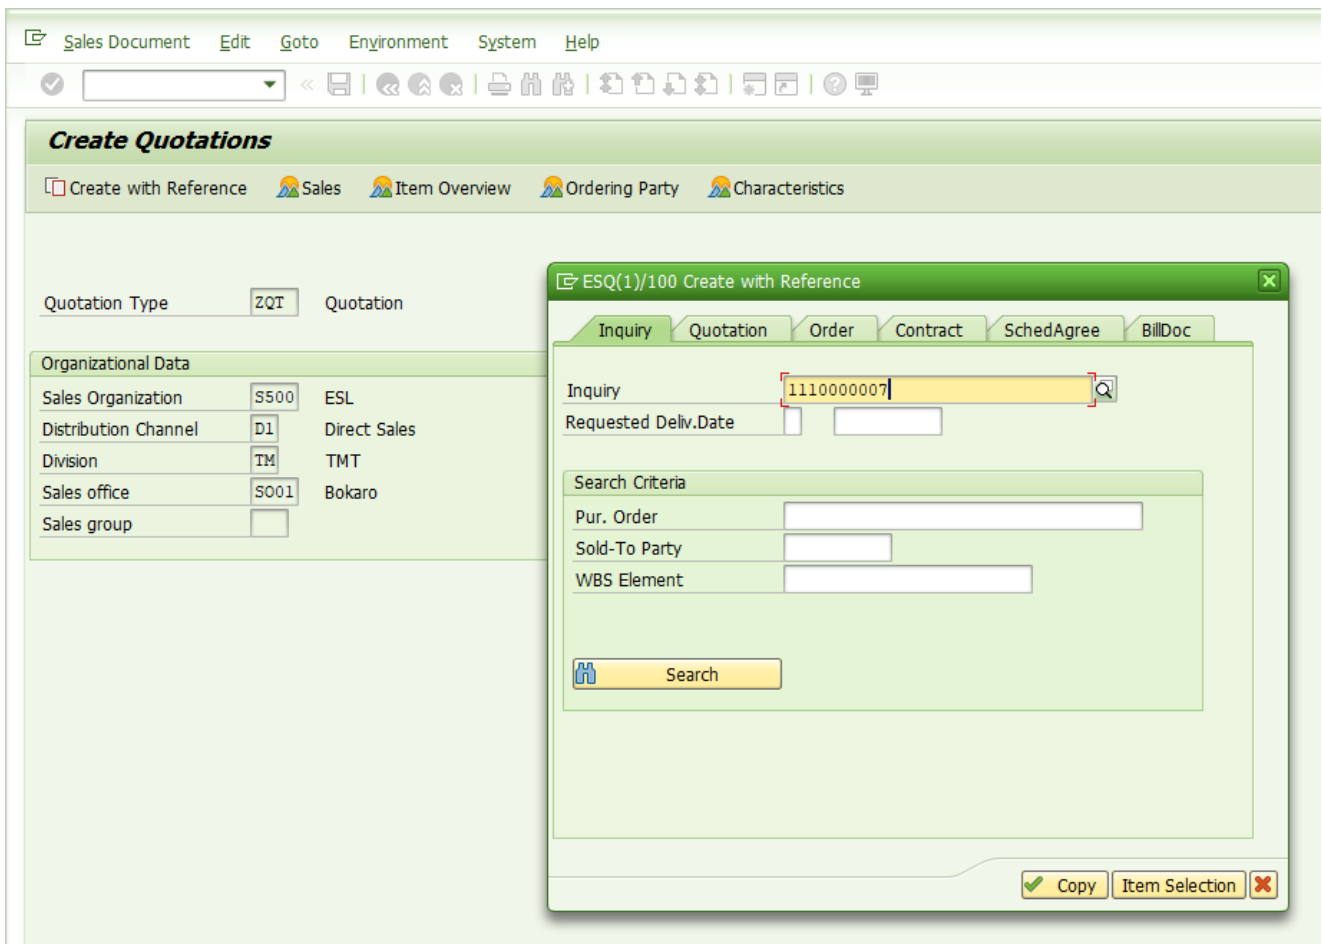 Sales Document Edit Goto Environment System Help
Create Quotations
Create with Reference Sales Item Overview Ordering Party Characteristics
Quotation Type ZQT Quotation
Organizational Data
Sales Organization S500 ESL
Distribution Channel D1 Direct Sales
Division TM TMT
Sales office SO01 Bokaro
Sales group
ESQ(1)/100 Create with Reference
Inquiry Quotation Order Contract SchedAgree BillDoc
Inquiry 1110000007
Requested Deliv.Date
Search Criteria
Pur. Order
Sold-To Party
WBS Element
Search
Copy Item Selection